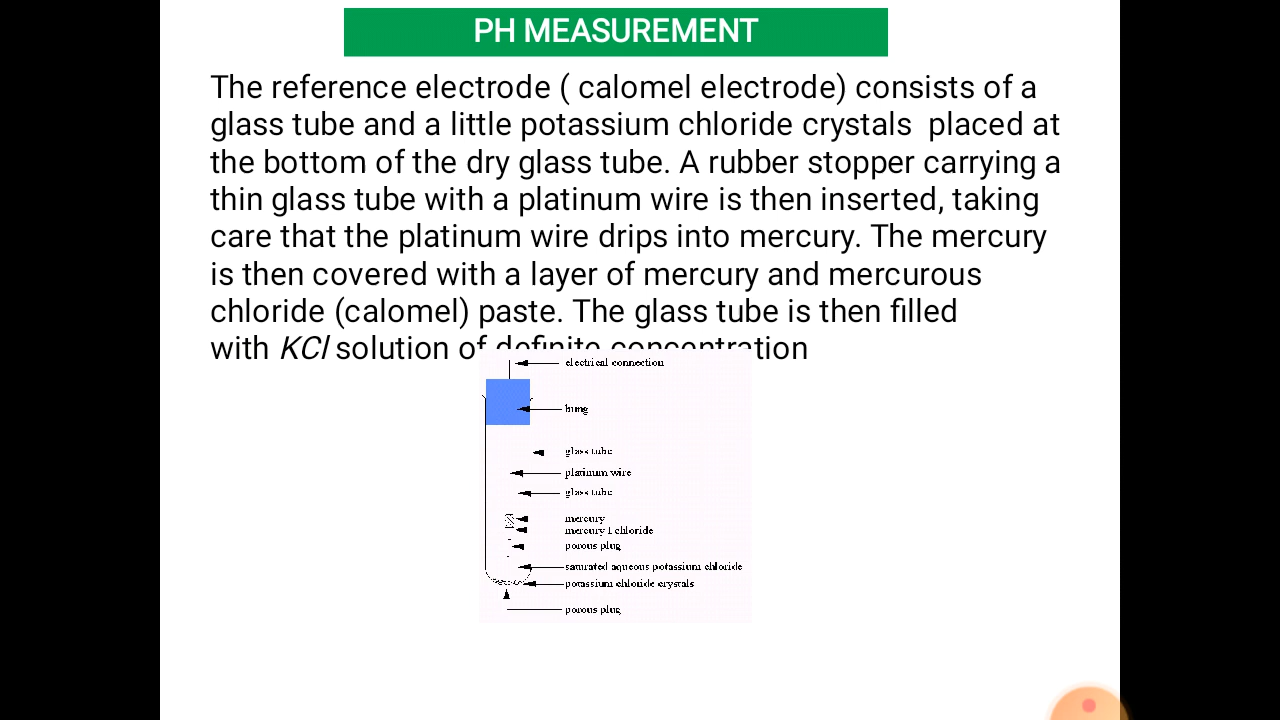 PH MEASUREMENT
The reference electrode ( calomel electrode) consists of a
glass tube and a little potassium chloride crystals  placed at
the bottom of the dry glass tube. A rubber stopper carrying a
thin glass tube with a platinum wire is then inserted, taking
care that the platinum wire drips into mercury. The mercury
is then covered with a layer of mercury and mercurous
chloride (calomel) paste. The glass tube is then filled
with KCl solution of definite concentration
electrical connection
bung
glass tube
platinum wire
glass tube
mercury
mercury I chloride
porous plug
saturated aqueous potassium chloride
potassium chloride crystals
porous plug